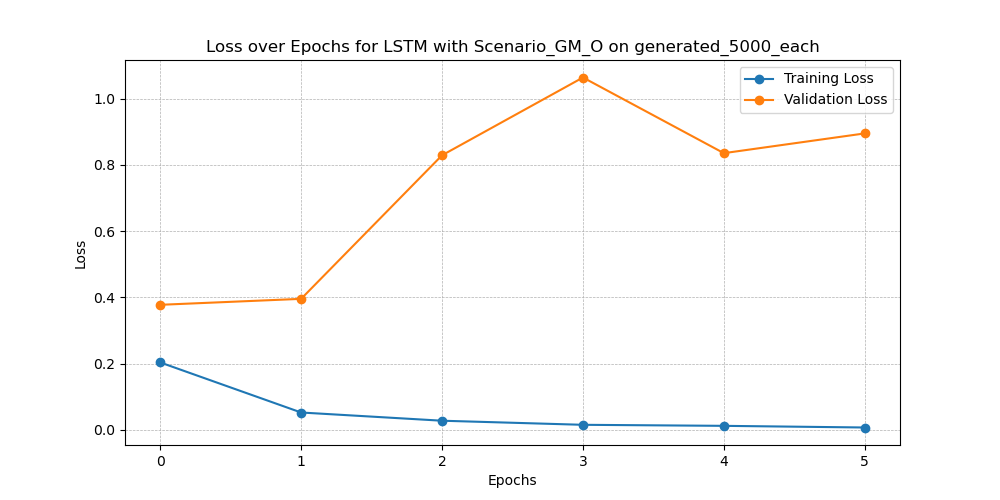 Loss over Epochs for LSTM with Scenario_GM_O on generated_5000_each
Training Loss
Validation Loss
1.0
0.8
0.6
0.4
0.2
0.0
Loss
0 1 2 3 4 5
Epochs